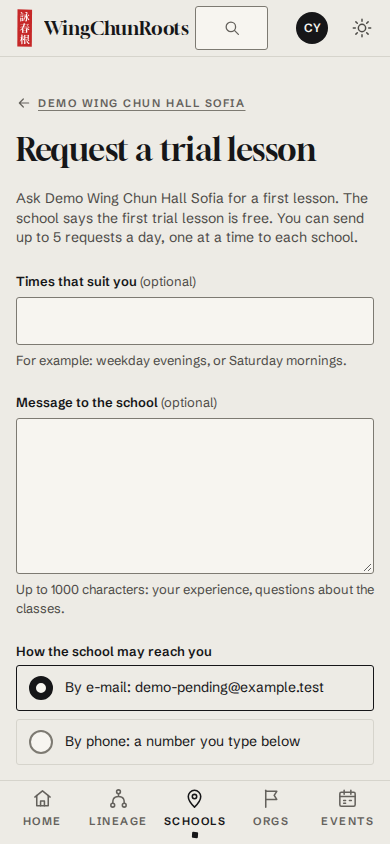 詠春根
WingChunRoots
CY
DEMO WING CHUN HALL SOFIA
Request a trial lesson
Ask Demo Wing Chun Hall Sofia for a first lesson. The
school says the first trial lesson is free. You can send
up to 5 requests a day, one at a time to each school.
Times that suit you (optional)
For example: weekday evenings, or Saturday mornings.
Message to the school (optional)
Up to 1000 characters: your experience, questions about the
classes.
How the school may reach you
By e-mail: demo-pending@example.test
By phone: a number you type below
HOME
LINEAGE
SCHOOLS
ORGS
EVENTS